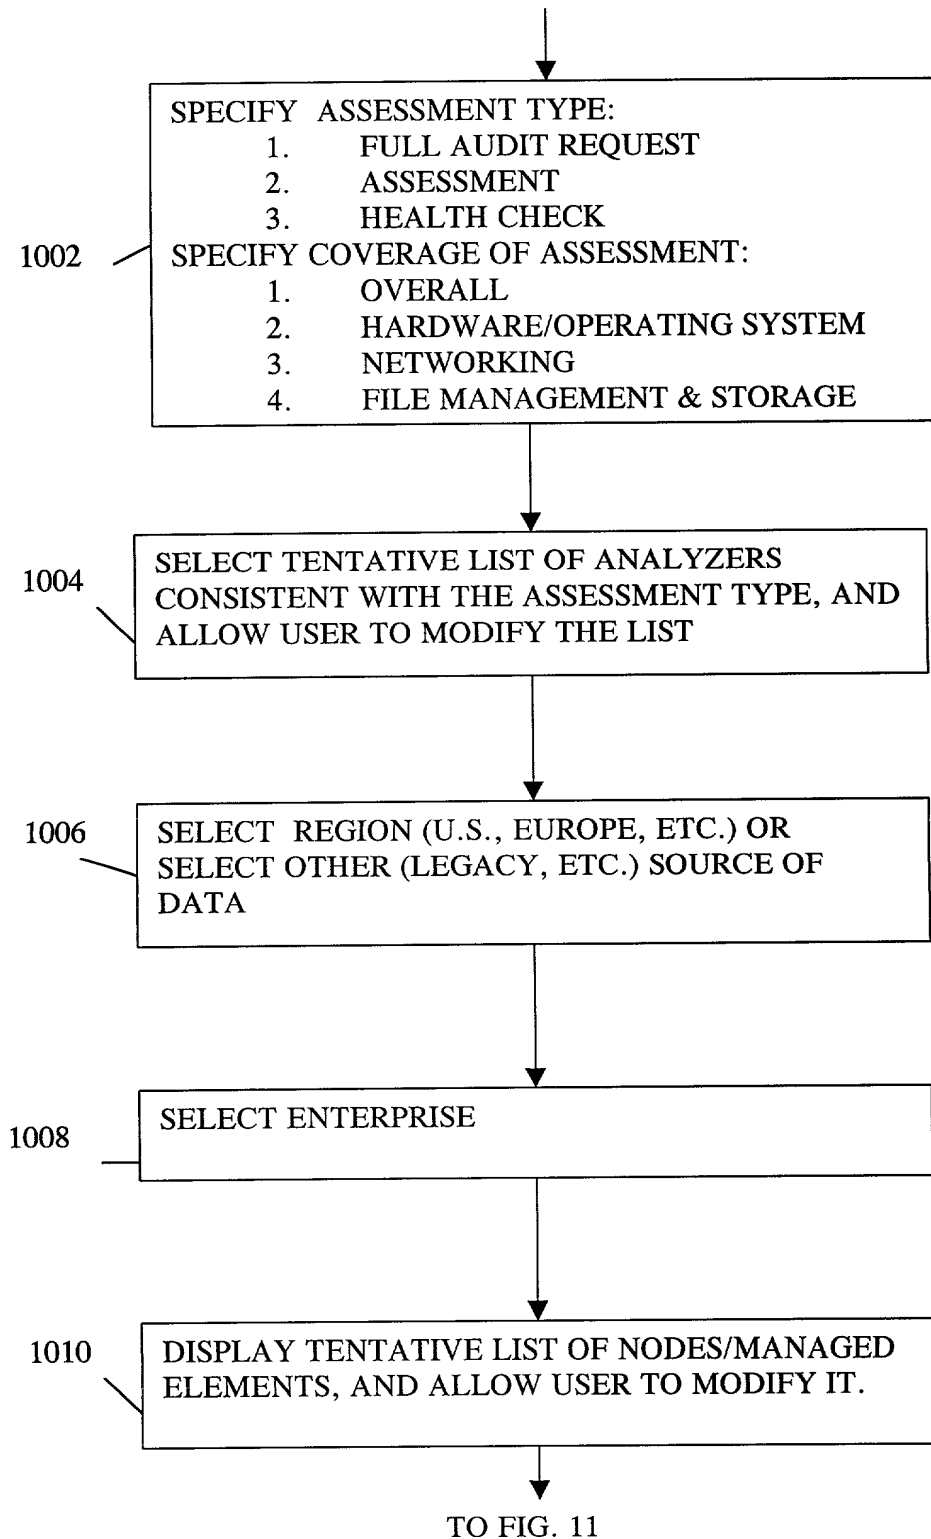 SPECIFY ASSESSMENT TYPE:
1. FULL AUDIT REQUEST
2. ASSESSMENT
3. HEALTH CHECK
1002
SPECIFY COVERAGE OF ASSESSMENT:
1. OVERALL
2. HARDWARE/OPERATING SYSTEM
3. NETWORKING
4. FILE MANAGEMENT & STORAGE
1004
SELECT TENTATIVE LIST OF ANALYZERS
CONSISTENT WITH THE ASSESSMENT TYPE, AND
ALLOW USER TO MODIFY THE LIST
1006
SELECT REGION (U.S., EUROPE, ETC.) OR
SELECT OTHER (LEGACY, ETC.) SOURCE OF
DATA
1008
SELECT ENTERPRISE
1010
DISPLAY TENTATIVE LIST OF NODES/MANAGED
ELEMENTS, AND ALLOW USER TO MODIFY IT.
TO FIG. 11